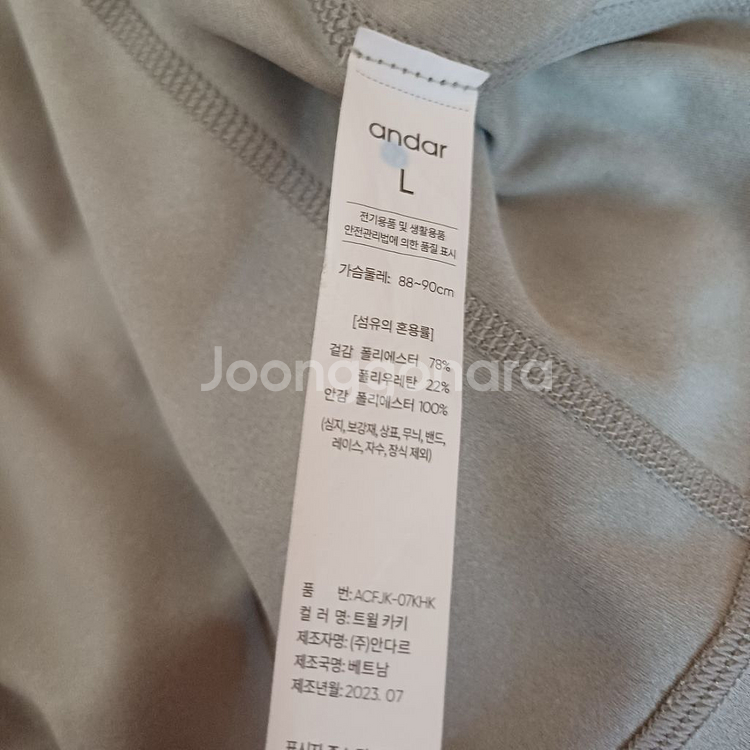 andar
L
전기용품 및 생활용품
안전관리법에 의한 품질 표시
가슴둘레: 88~90cm
[섬유의 혼용률]
겉감 폴리에스터 78%
폴리우레탄 22%
안감 폴리에스터 100%
(심지, 보강재, 상표, 무늬, 밴드,
레이스, 자수, 장식 제외)
Joonggonara
품 번: ACFJK-07KHK
컬 러 명: 트윌 카키
제조자명: (주)안다르
제조국명: 베트남
제조년월: 2023. 07